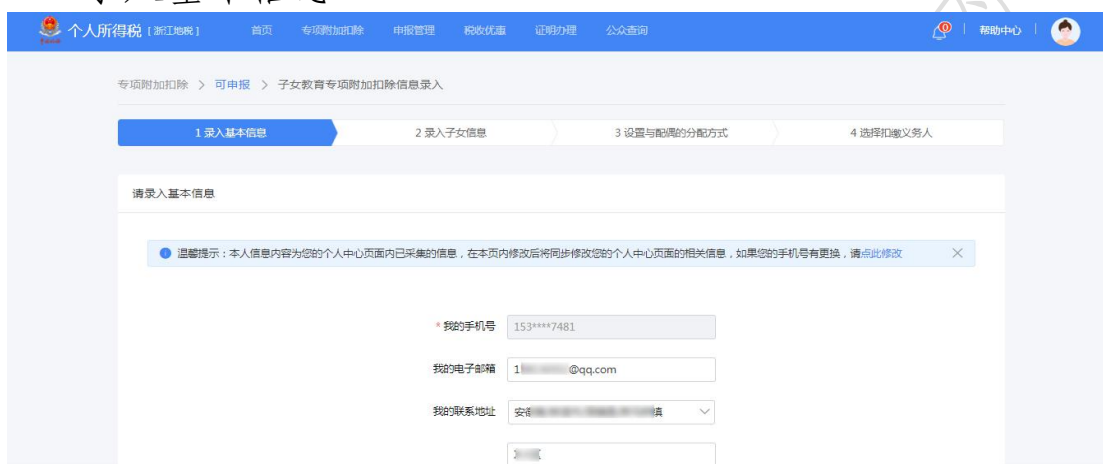 个人所得税 [ 浙江地税 ] 首页 专项附加扣除 申报管理 税收优惠 证明办理 公众查询 0 帮助中心
专项附加扣除 > 可申报 > 子女教育专项附加扣除信息录入
1 录入基本信息 2 录入子女信息 3 设置与配偶的分配方式 4 选择扣缴义务人
请录入基本信息
温馨提示：本人信息内容为您的个人中心页面内已采集的信息，在本页内修改后将同步修改您的个人中心页面的相关信息，如果您的手机号有更换，请点此修改
* 我的手机号 153****7481
我的电子邮箱 1 @qq.com
我的联系地址 安 镇